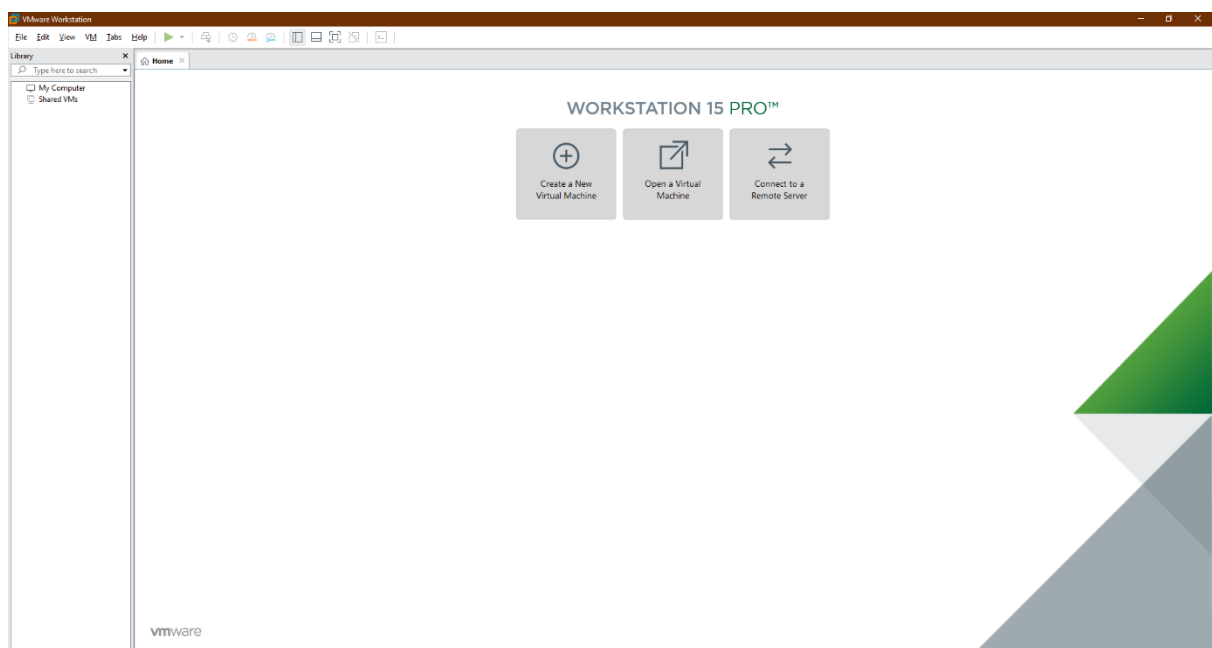 VMware Workstation
File Edit View VM Tabs Help
Library
Type here to search
My Computer
Shared VMs
Home
WORKSTATION 15 PRO™
Create a New
Virtual Machine
Open a Virtual
Machine
Connect to a
Remote Server
vmware